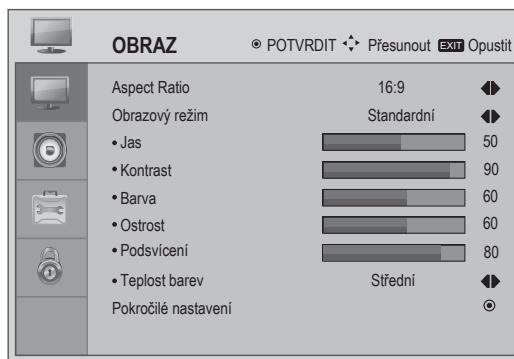 OBRAZ POTVRDIT Přesunout EXIT Opustit
Aspect Ratio 16:9
Obrazový režim Standardní
• Jas 50
• Kontrast 90
• Barva 60
• Ostrost 60
• Podsvícení 80
• Teplost barev Střední
Pokročilé nastavení